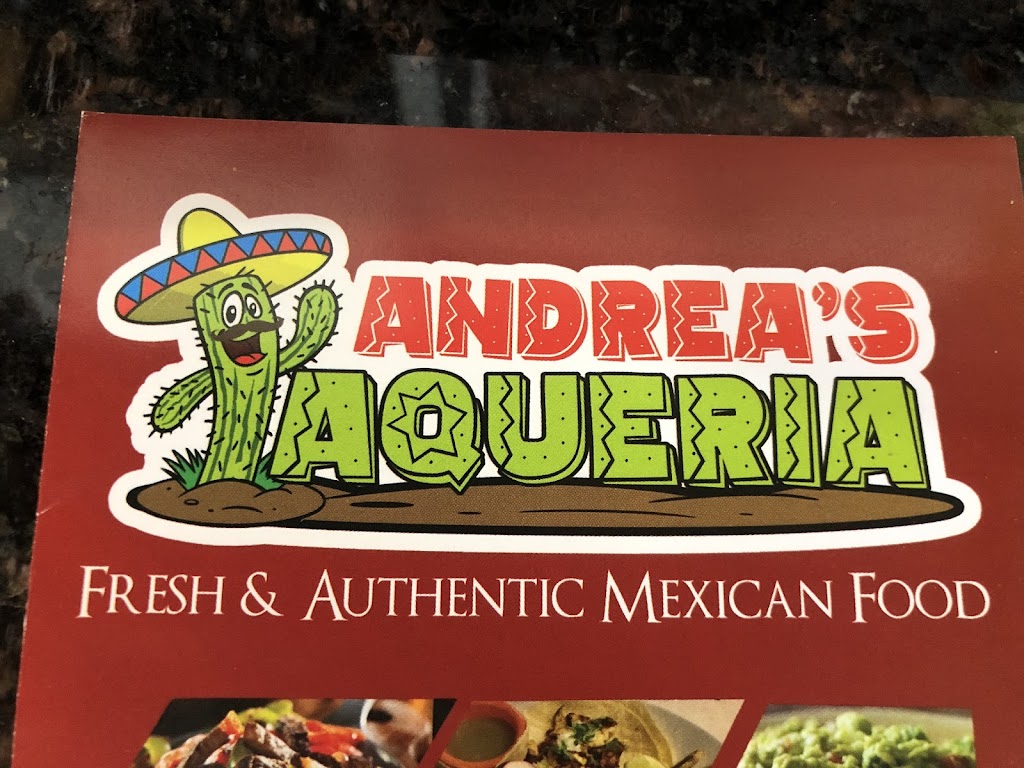 ANDREA'S
TAQUERIA
FRESH & AUTHENTIC MEXICAN FOOD